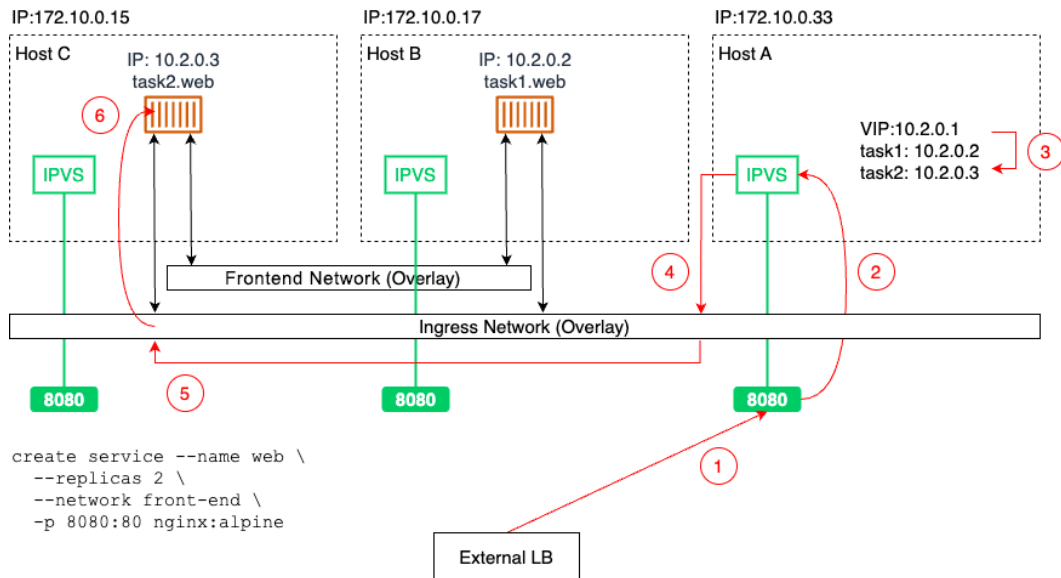 IP:172.10.0.15
IP:172.10.0.17
IP:172.10.0.33
Host C
IP: 10.2.0.3
task2.web
6
IPVS
Host B
IP: 10.2.0.2
task1.web
IPVS
Host A
VIP:10.2.0.1
task1: 10.2.0.2
task2: 10.2.0.3
3
IPVS
4
2
Frontend Network (Overlay)
Ingress Network (Overlay)
5
8080
8080
8080
1
create service --name web \
--replicas 2 \
--network front-end \
-p 8080:80 nginx:alpine
External LB